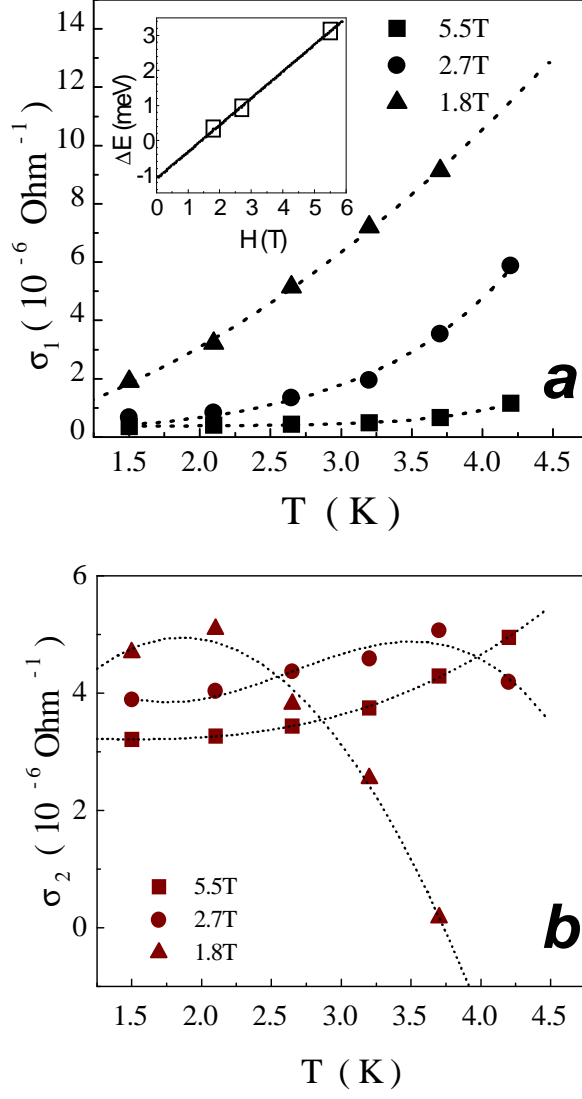 14
12
10
8
6
4
2
0
σ1 ( 10 -6 Ohm -1 )
5.5T
2.7T
1.8T
3
2
1
0
-1
ΔE (meV)
0 1 2 3 4 5 6
H (T)
a
1.5 2.0 2.5 3.0 3.5 4.0 4.5
T ( K )
6
4
2
0
σ2 ( 10 -6 Ohm -1 )
5.5T
2.7T
1.8T
b
1.5 2.0 2.5 3.0 3.5 4.0 4.5
T ( K )